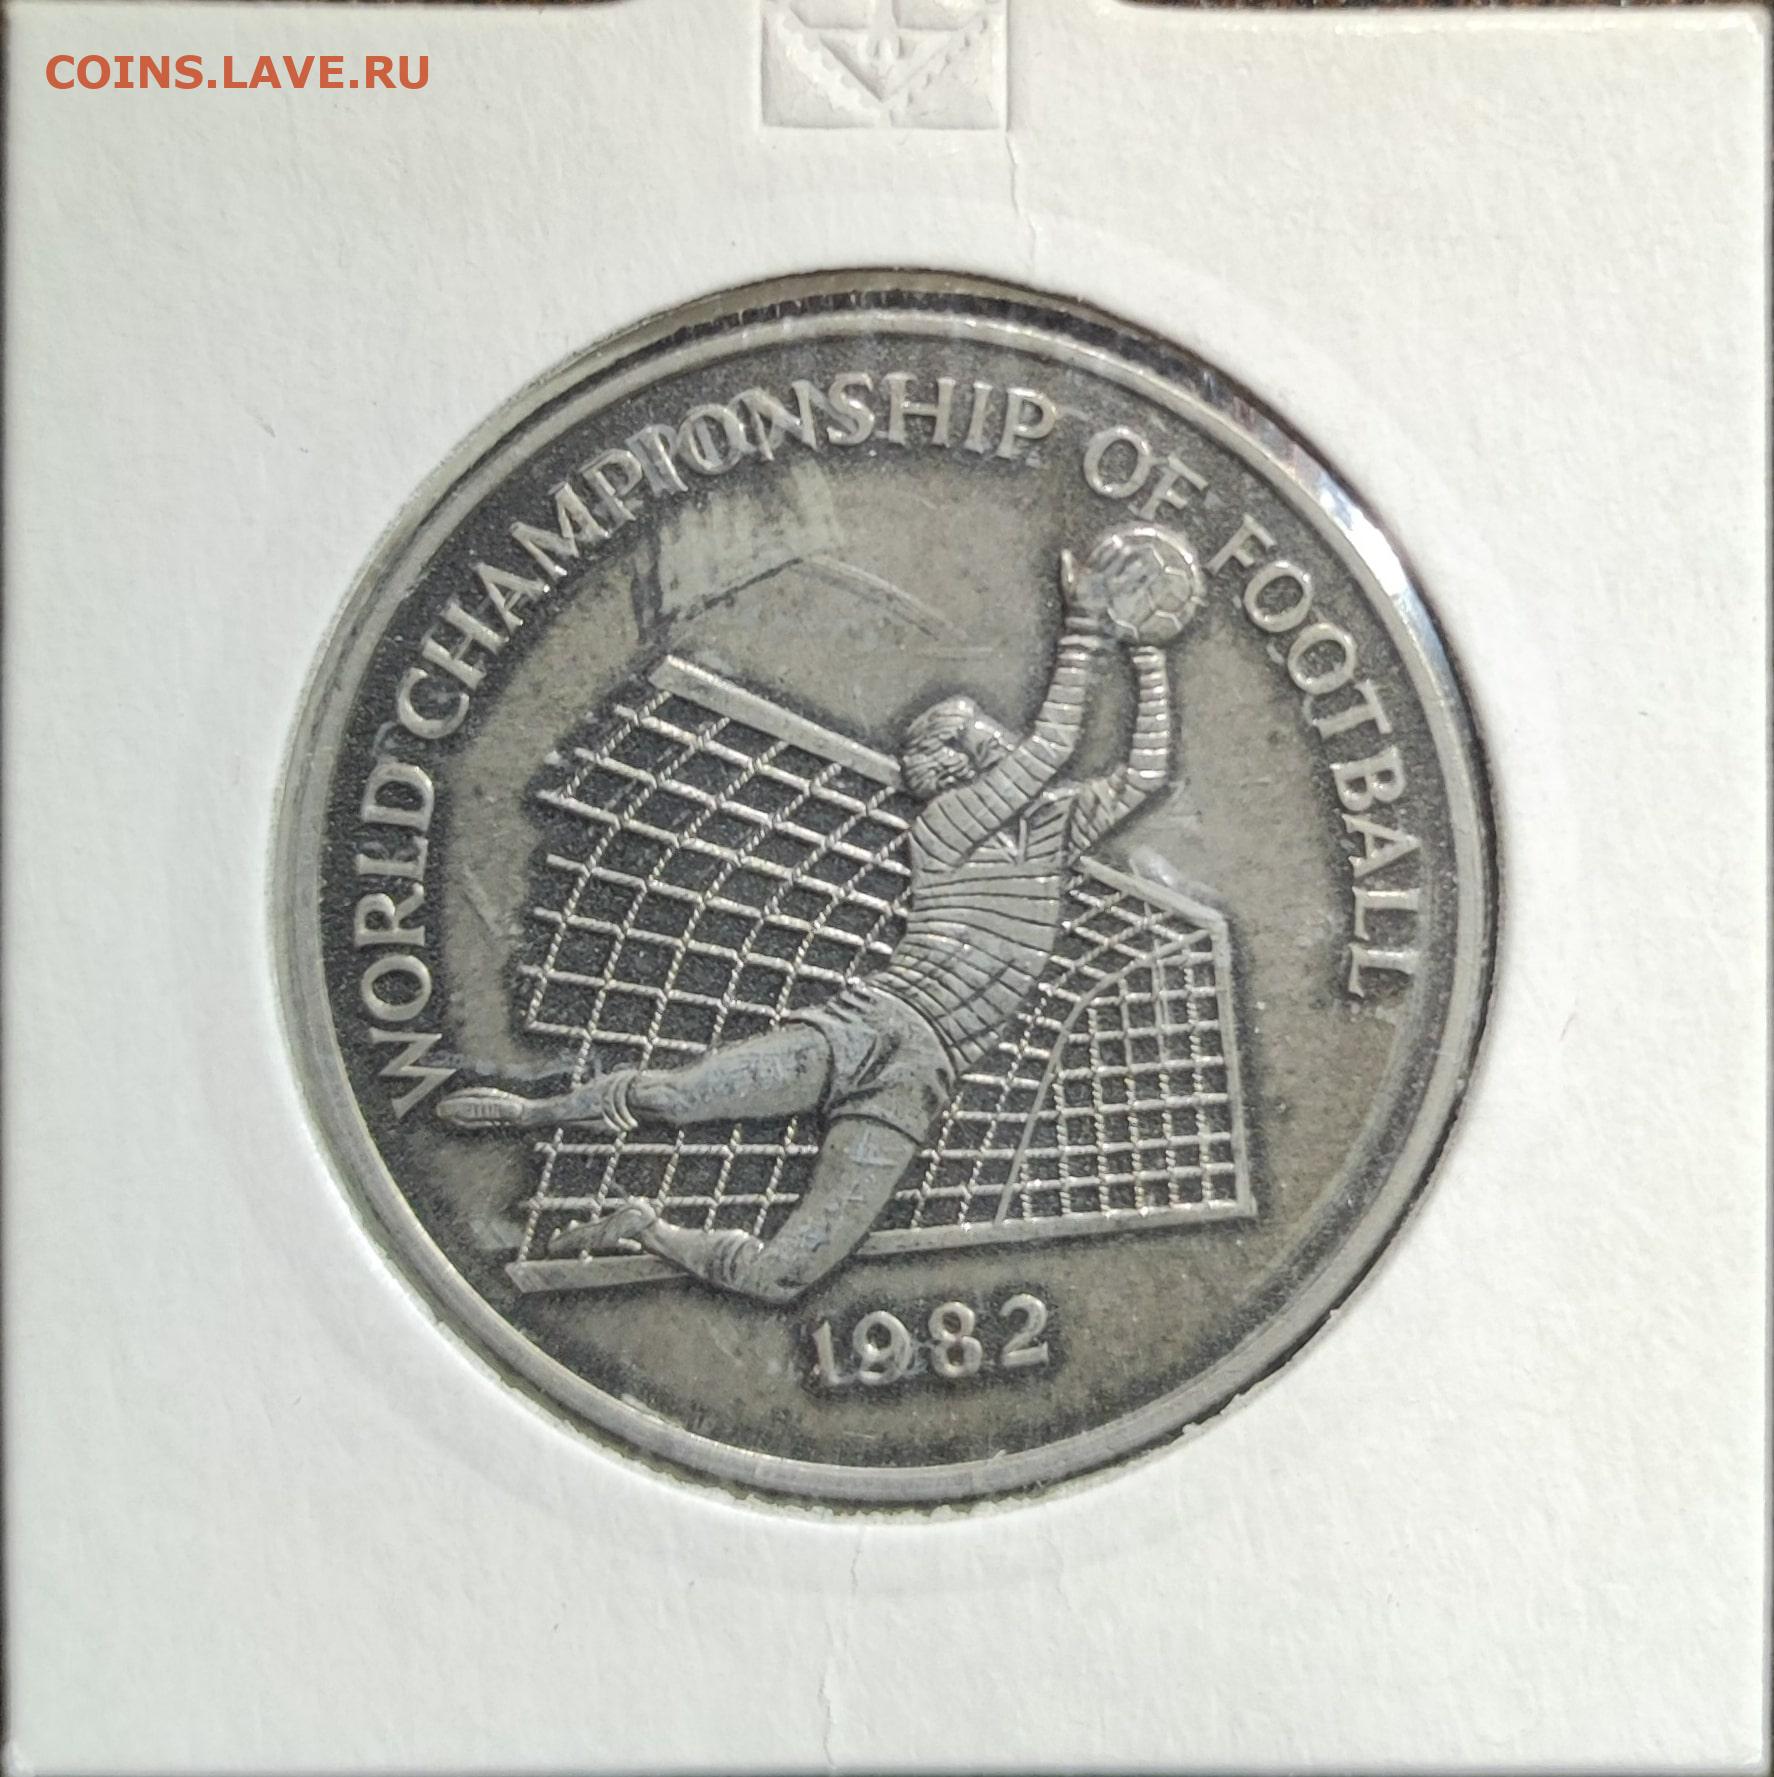 COINS.LAVE.RU
WORLD CHAMPIONSHIP OF FOOTBALL
1982